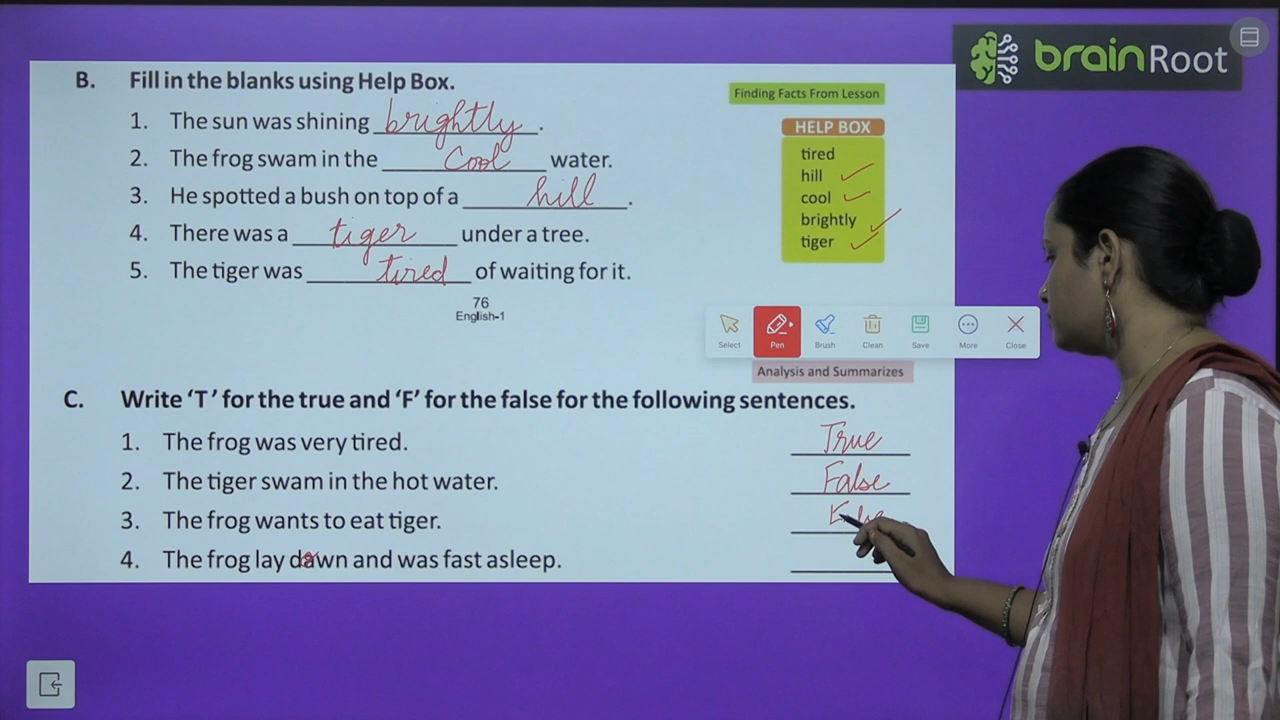 brainRoot
B. Fill in the blanks using Help Box.
Finding Facts From Lesson
1. The sun was shining brightly.
2. The frog swam in the cool water.
3. He spotted a bush on top of a hill.
4. There was a tiger under a tree.
5. The tiger was tired of waiting for it.
HELP BOX
tired
hill
cool
brightly
tiger
76
English-1
Select Pen Brush Clean Save More Close
Analysis and Summarizes
C. Write ‘T’ for the true and ‘F’ for the false for the following sentences.
1. The frog was very tired. True
2. The tiger swam in the hot water. False
3. The frog wants to eat tiger.
4. The frog lay down and was fast asleep.